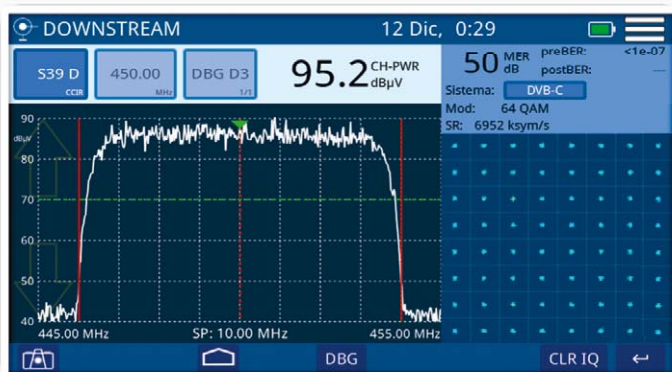 DOWNSTREAM
12 Dic, 0:29
S39 D
CCIR
450.00
MHz
DBG D3
1/1
95.2 CH-PWR
dBµV
50 MER
dB
preBER: <1e-07
postBER: —
Sistema: DVB-C
Mod: 64 QAM
SR: 6952 ksym/s
90
dBµV
80
70
60
50
40
445.00 MHz SP: 10.00 MHz 455.00 MHz
DBG
CLR IQ